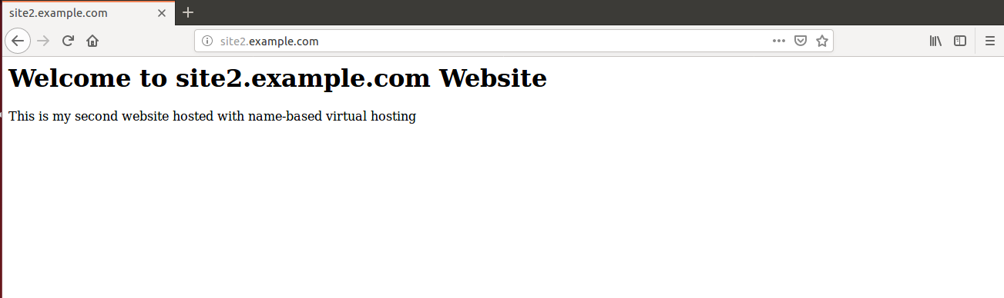 site2.example.com
site2.example.com
Welcome to site2.example.com Website
This is my second website hosted with name-based virtual hosting